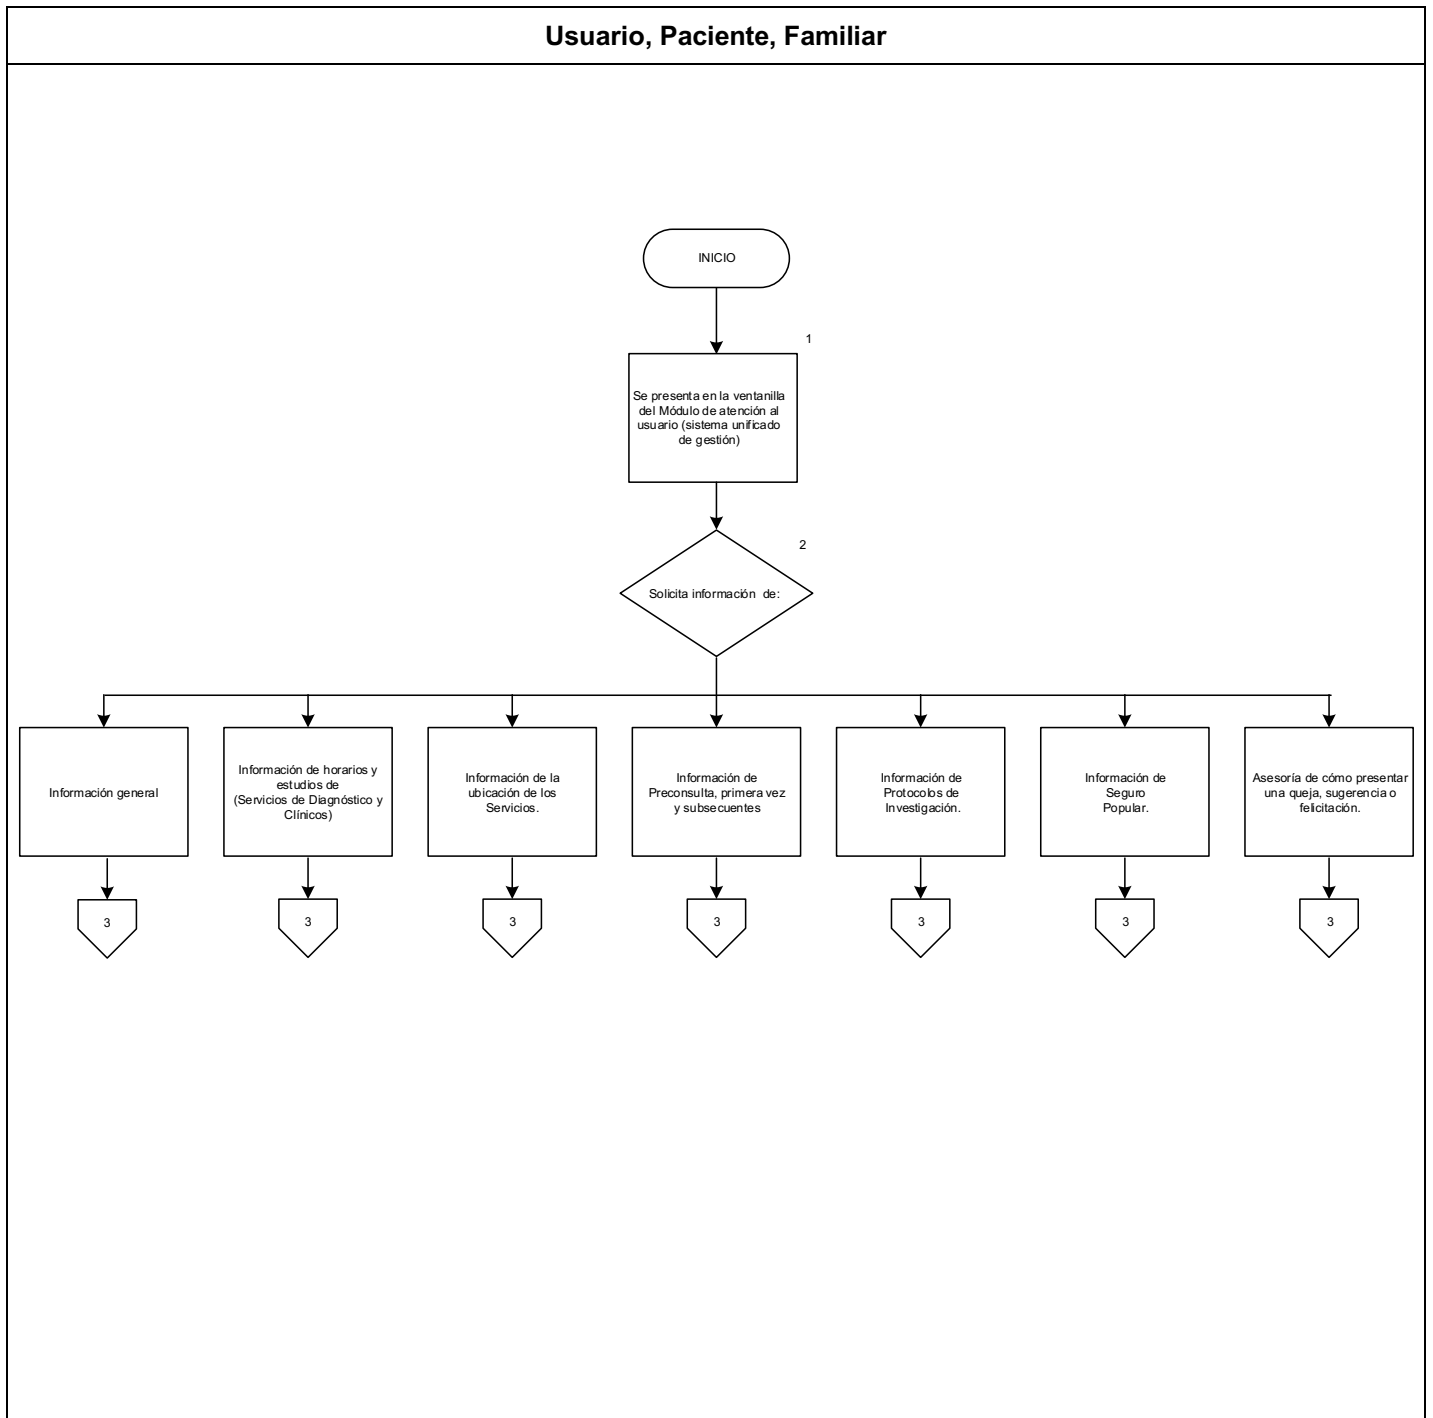 Usuario, Paciente, Familiar
INICIO
1
Se presenta en la ventanilla
del Módulo de atención al
usuario (sistema unificado
de gestión)
2
Solicita información de:
Información general
Información de horarios y
estudios de
(Servicios de Diagnóstico y
Clínicos)
Información de la
ubicación de los
Servicios.
Información de
Preconsulta, primera vez
y subsecuentes
Información de
Protocolos de
Investigación.
Información de
Seguro
Popular.
Asesoría de cómo presentar
una queja, sugerencia o
felicitación.
3
3
3
3
3
3
3